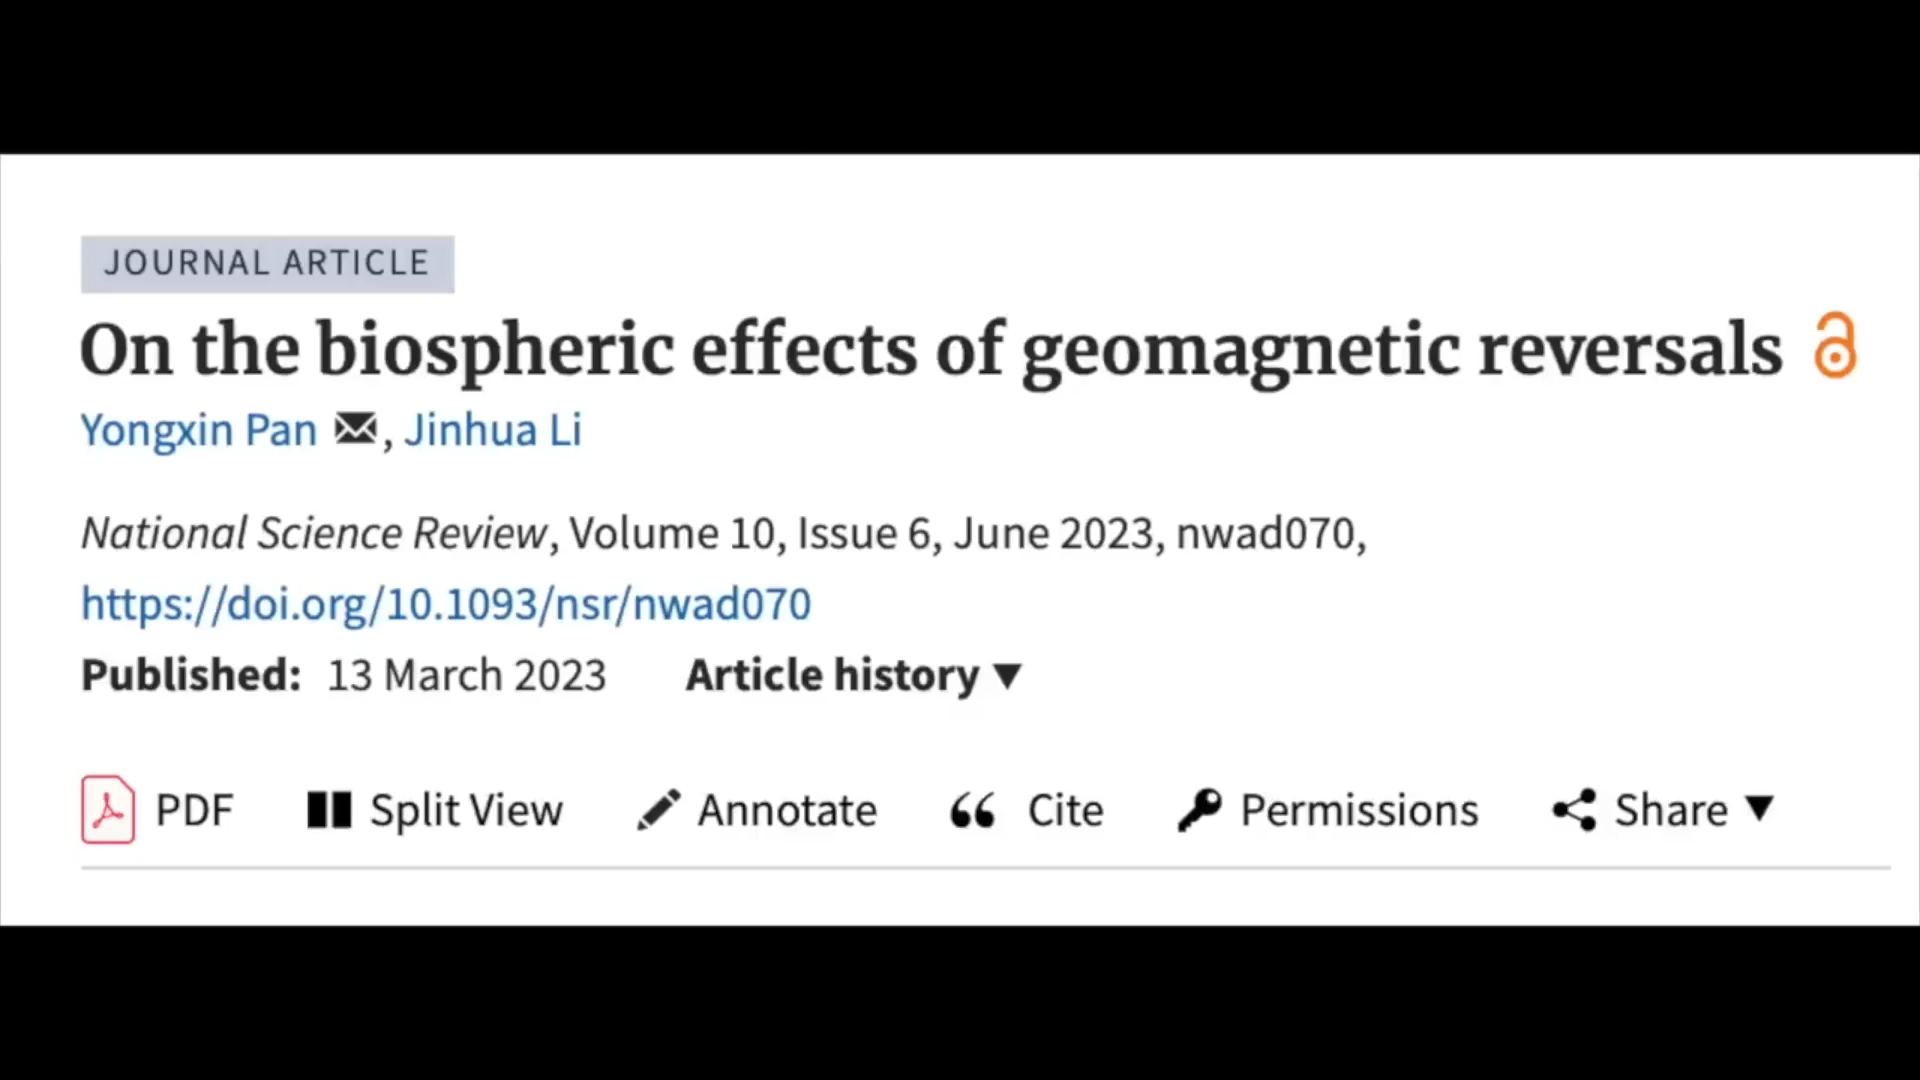 JOURNAL ARTICLE
On the biospheric effects of geomagnetic reversals
Yongxin Pan, Jinhua Li
National Science Review, Volume 10, Issue 6, June 2023, nwad070,
https://doi.org/10.1093/nsr/nwad070
Published: 13 March 2023 Article history
PDF Split View Annotate Cite Permissions Share